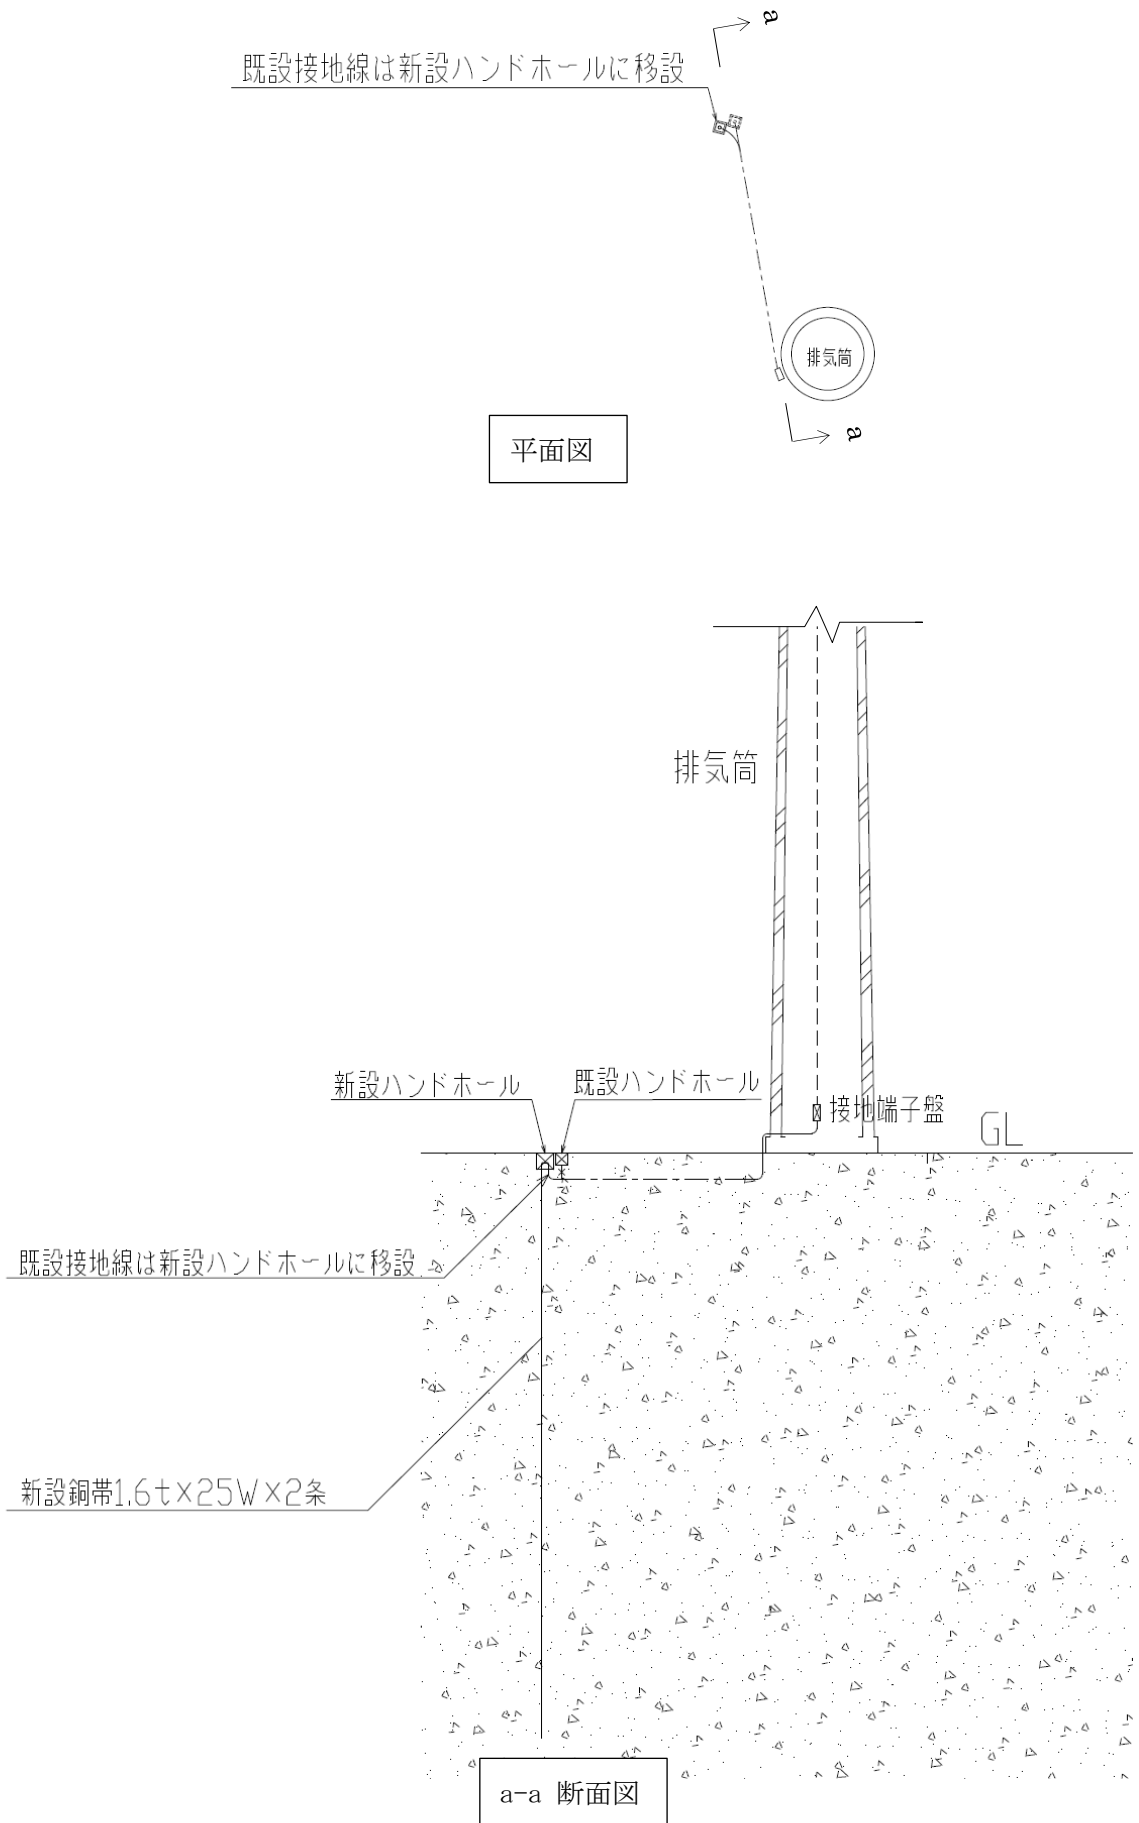 a
既設接地線は新設ハンドホールに移設
排気筒
a
平面図
排気筒
新設ハンドホール
既設ハンドホール
接地端子盤
GL
既設接地線は新設ハンドホールに移設
新設銅帯1.6t×25W×2条
a-a 断面図